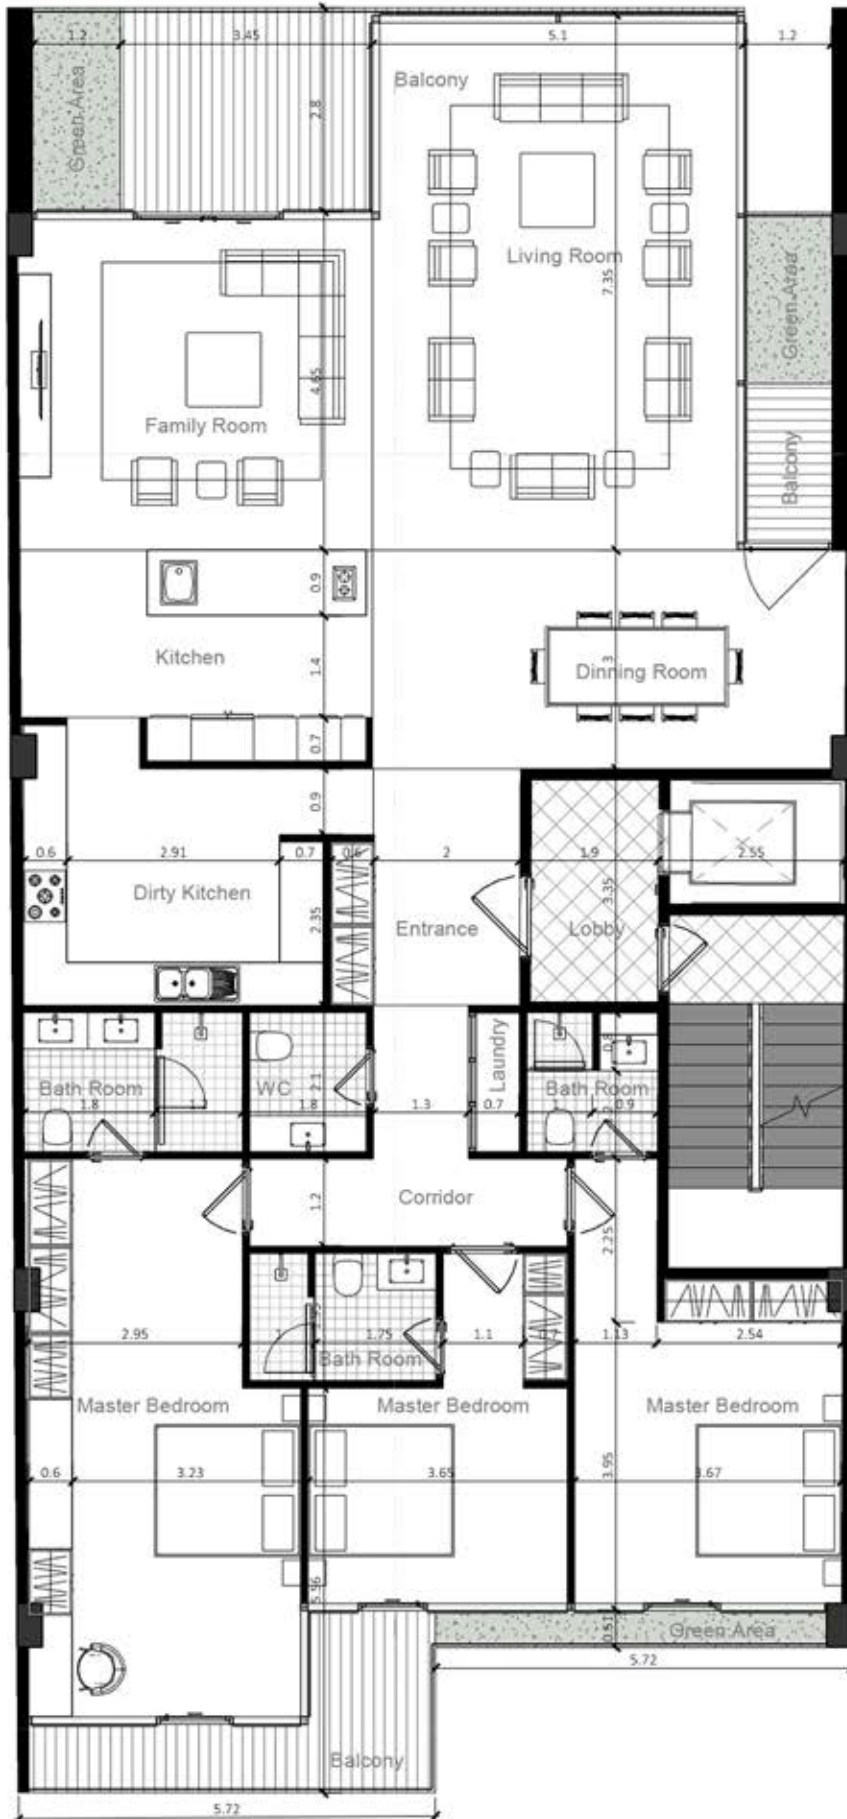 1.2
3.45
5.1
1.2
Green Area
2.8
Balcony
Living Room
7.35
Green Area
Family Room
4.65
Balcony
0.9
Kitchen
1.4
3
Dinning Room
0.7
0.9
0.6
2.91
0.7
0.6
2
1.9
2.55
3.35
Dirty Kitchen
2.35
Entrance
Lobby
Laundry
0.8
Bath Room
1.8
WC
2.1
1.8
1.3
0.7
Bath Room
1
0.9
1.2
Corridor
2.25
2.95
1
1.75
1.1
0.7
1.13
2.54
Bath Room
Master Bedroom
Master Bedroom
Master Bedroom
0.6
3.23
3.65
3.95
3.67
5.56
0.51
Green Area
5.72
Balcony
5.72